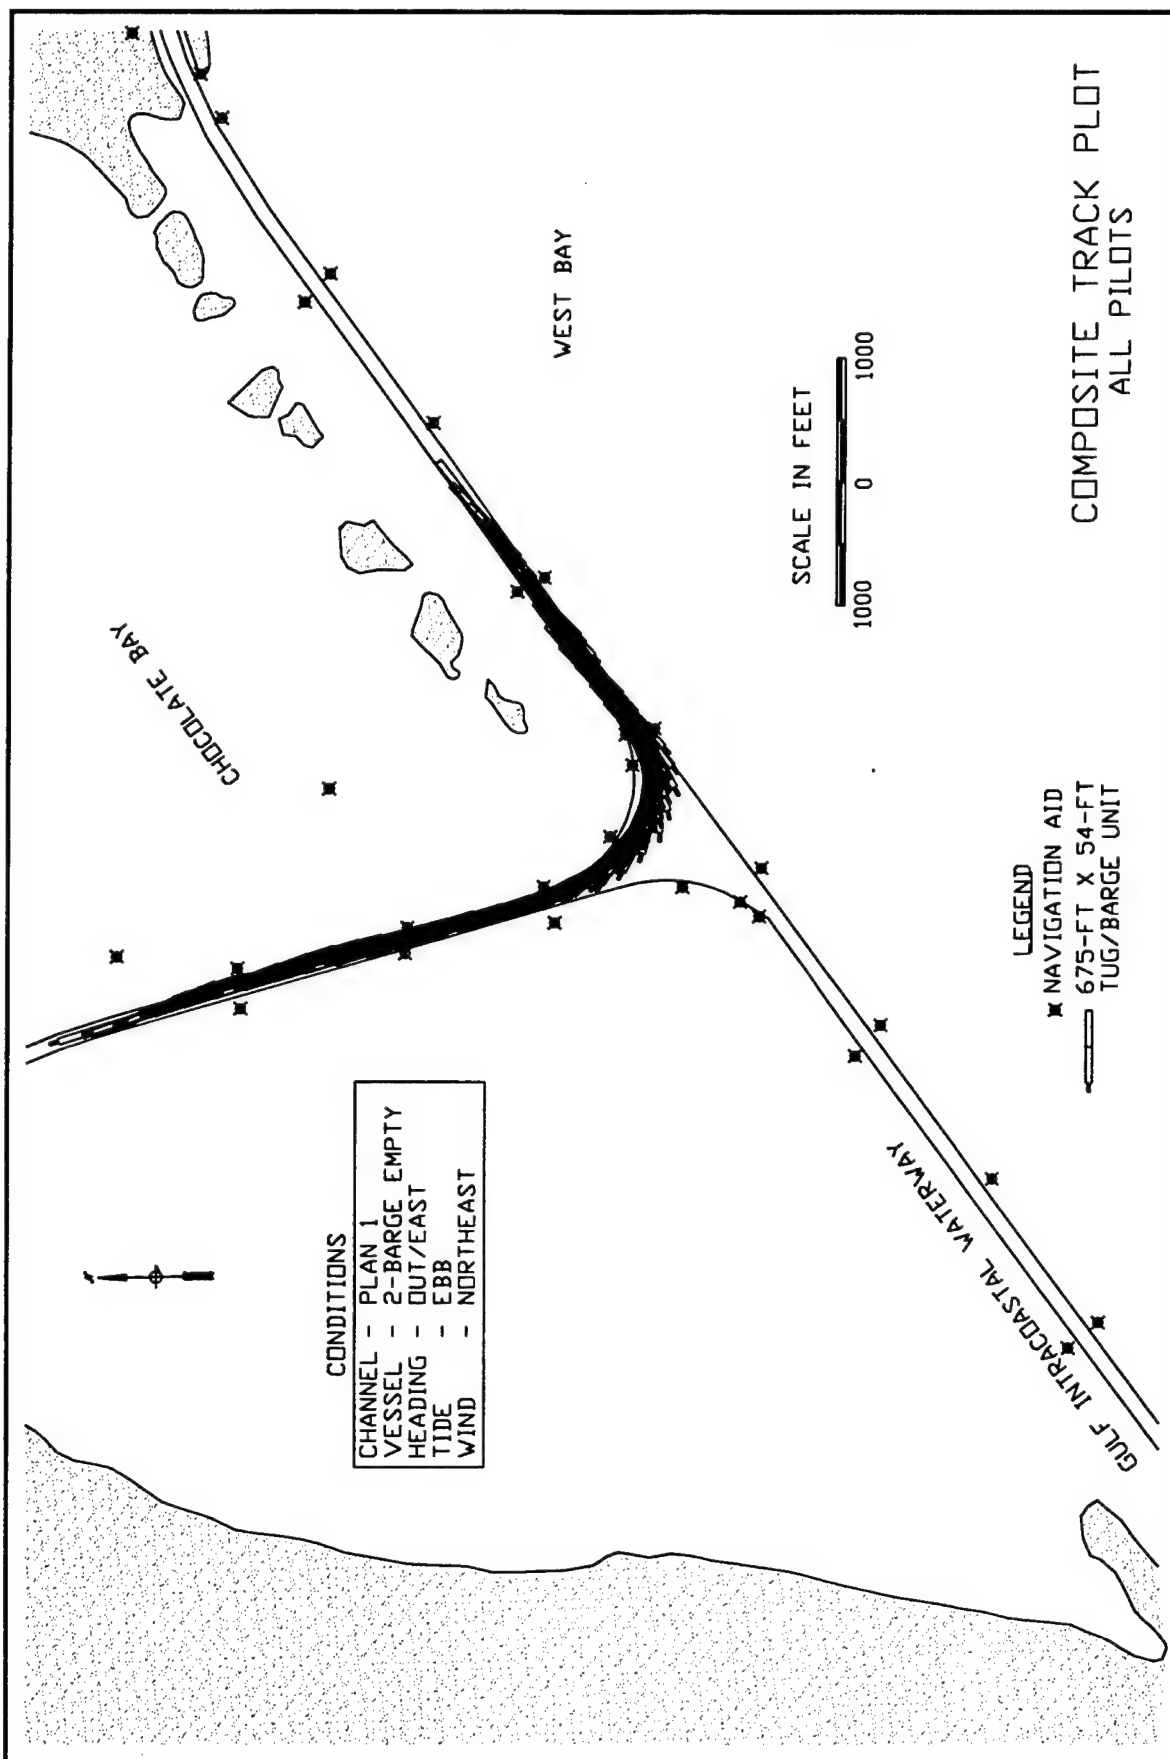 CHOCOLATE BAY
WEST BAY
GULF INTRACOASTAL WATERWAY
N
CONDITIONS
CHANNEL - PLAN 1
VESSEL - 2-BARGE EMPTY
HEADING - OUT/EAST
TIDE - EBB
WIND - NORTHEAST
SCALE IN FEET
1000 0 1000
LEGEND
NAVIGATION AID
675-FT X 54-FT
TUG/BARGE UNIT
COMPOSITE TRACK PLOT
ALL PILOTS